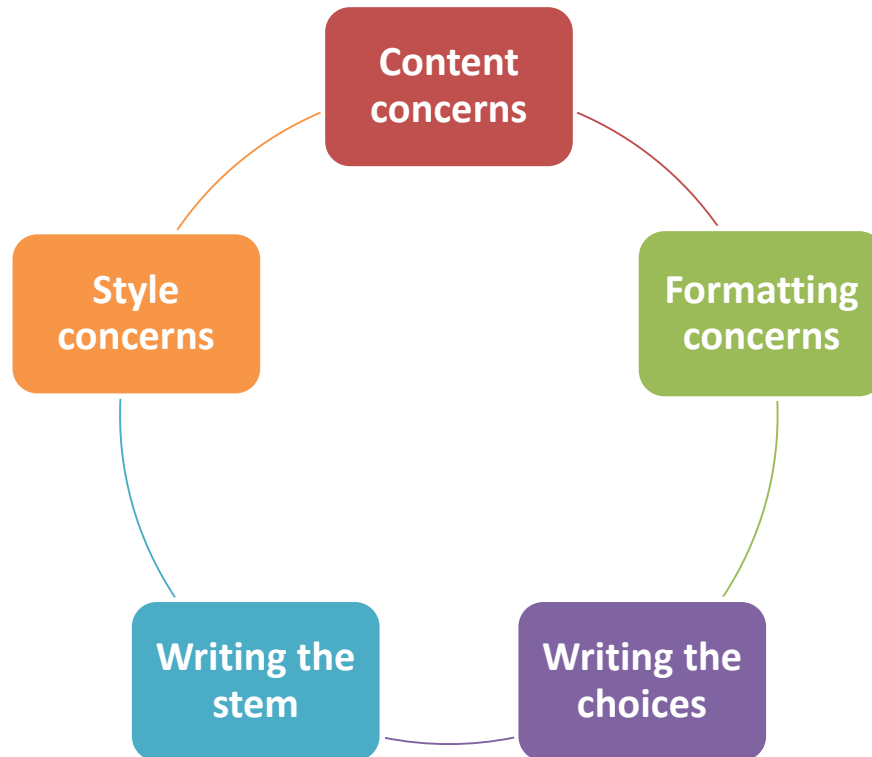 Content
concerns
Style
concerns
Formatting
concerns
Writing the
stem
Writing the
choices